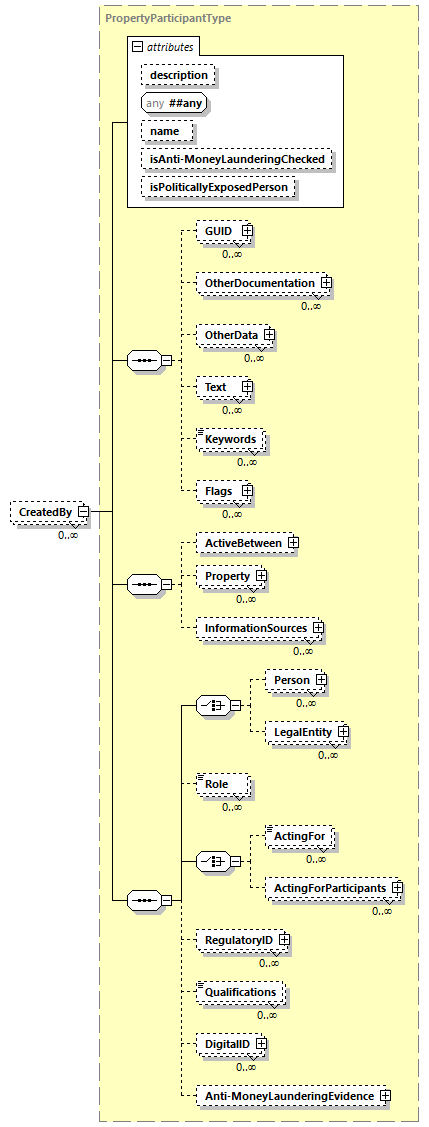 PropertyParticipantType
attributes
description
any ##any
name
isAnti-MoneyLaunderingChecked
isPoliticallyExposedPerson
GUID
0..∞
OtherDocumentation
0..∞
OtherData
0..∞
Text
0..∞
Keywords
0..∞
Flags
0..∞
CreatedBy
0..∞
ActiveBetween
Property
0..∞
InformationSources
0..∞
Person
0..∞
LegalEntity
0..∞
Role
0..∞
ActingFor
0..∞
ActingForParticipants
0..∞
RegulatoryID
0..∞
Qualifications
0..∞
DigitalID
0..∞
Anti-MoneyLaunderingEvidence